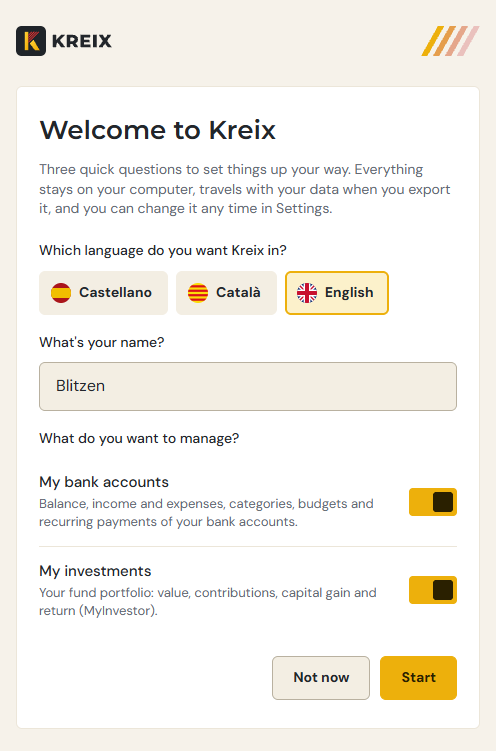 KREIX
Welcome to Kreix
Three quick questions to set things up your way. Everything
stays on your computer, travels with your data when you export
it, and you can change it any time in Settings.
Which language do you want Kreix in?
Castellano
Català
English
What's your name?
Blitzen
What do you want to manage?
My bank accounts
Balance, income and expenses, categories, budgets and
recurring payments of your bank accounts.
My investments
Your fund portfolio: value, contributions, capital gain and
return (MyInvestor).
Not now
Start